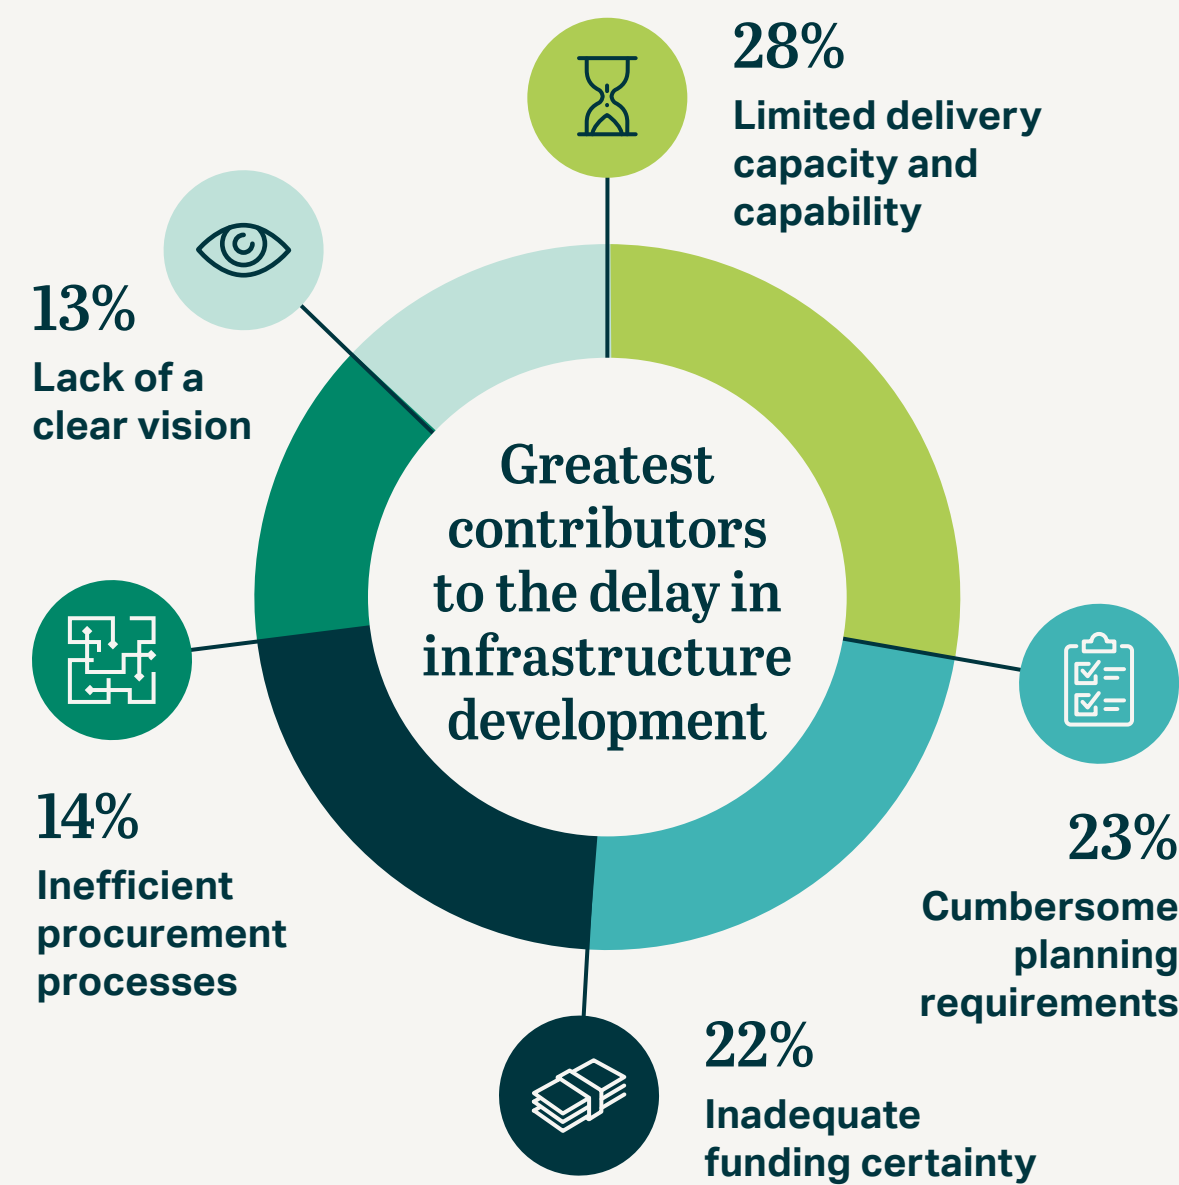 28%
Limited delivery
capacity and
capability
13%
Lack of a
clear vision
Greatest
contributors
to the delay in
infrastructure
development
14%
Inefficient
procurement
processes
23%
Cumbersome
planning
requirements
22%
Inadequate
funding certainty